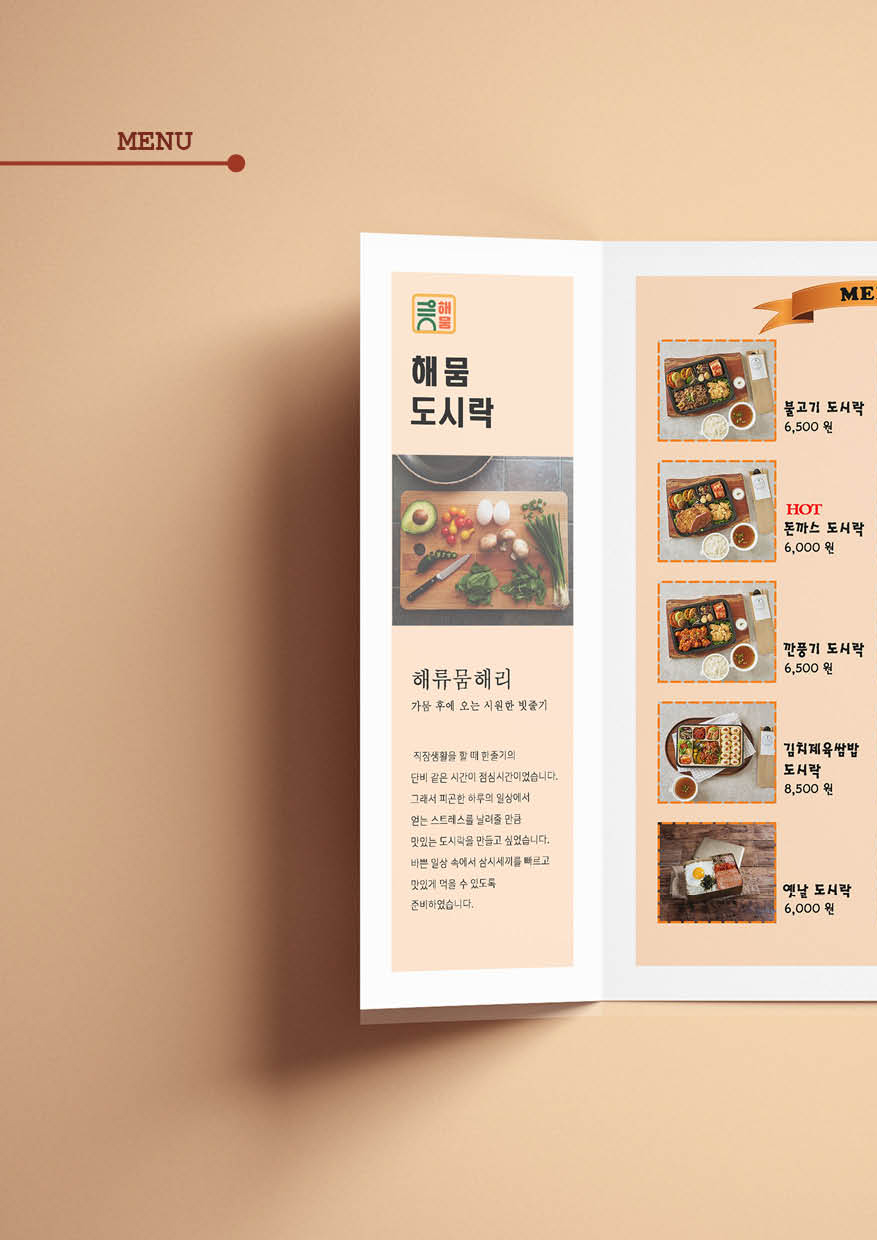 MENU
해뭄
해뭄
도시락
해류뭄해리
가뭄 후에 오는 시원한 빗줄기
직장생활을 할 때 한줄기의
단비 같은 시간이 점심시간이었습니다.
그래서 피곤한 하루의 일상에서
얻는 스트레스를 날려줄 만큼
맛있는 도시락을 만들고 싶었습니다.
바쁜 일상 속에서 삼시세끼를 빠르고
맛있게 먹을 수 있도록
준비하였습니다.
ME
불고기 도시락
6,500 원
HOT
돈까스 도시락
6,000 원
깐풍기 도시락
6,500 원
김치제육쌈밥
도시락
8,500 원
옛날 도시락
6,000 원